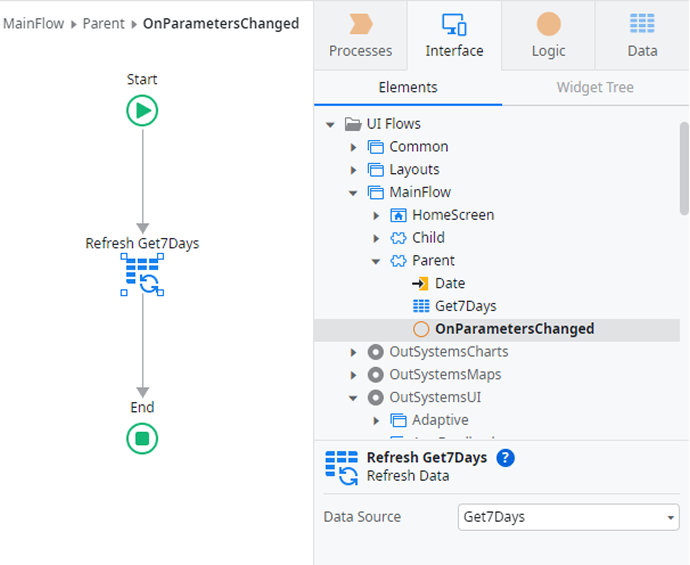 MainFlow ▸ Parent ▸ OnParametersChanged
Start
Refresh Get7Days
End
Processes
Interface
Logic
Data
Elements
Widget Tree
UI Flows
Common
Layouts
MainFlow
HomeScreen
Child
Parent
Date
Get7Days
OnParametersChanged
OutSystemsCharts
OutSystemsMaps
OutSystemsUI
Adaptive
Refresh Get7Days ?
Refresh Data
Data Source
Get7Days